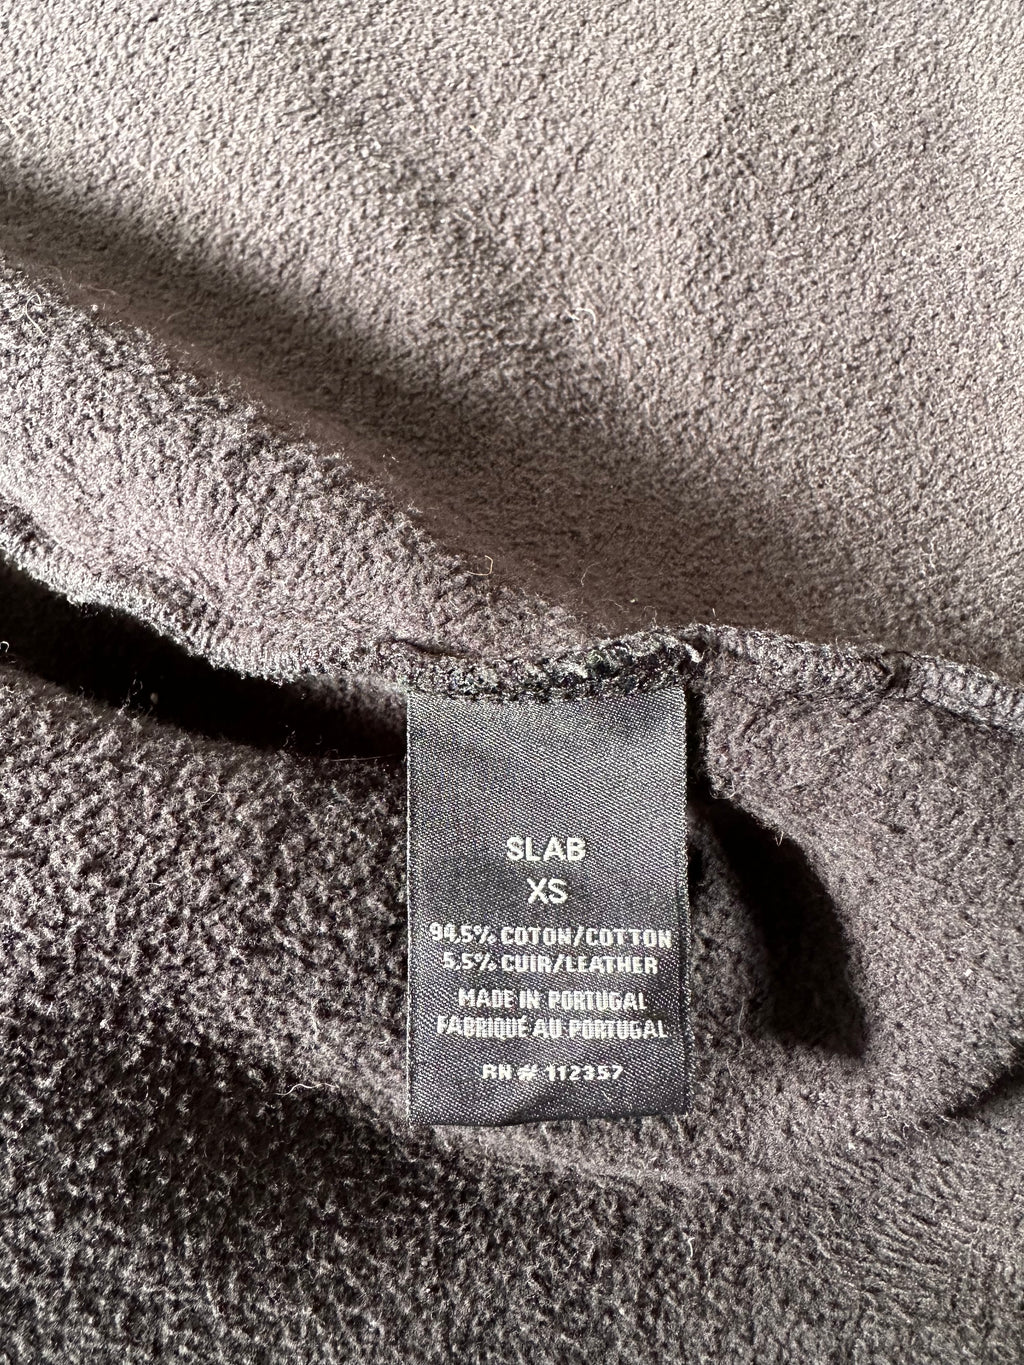 SLAB
XS
94,5% COTON/COTTON
5,5% CUIR/LEATHER
MADE IN PORTUGAL
FABRIQUÉ AU PORTUGAL
RN # 112357